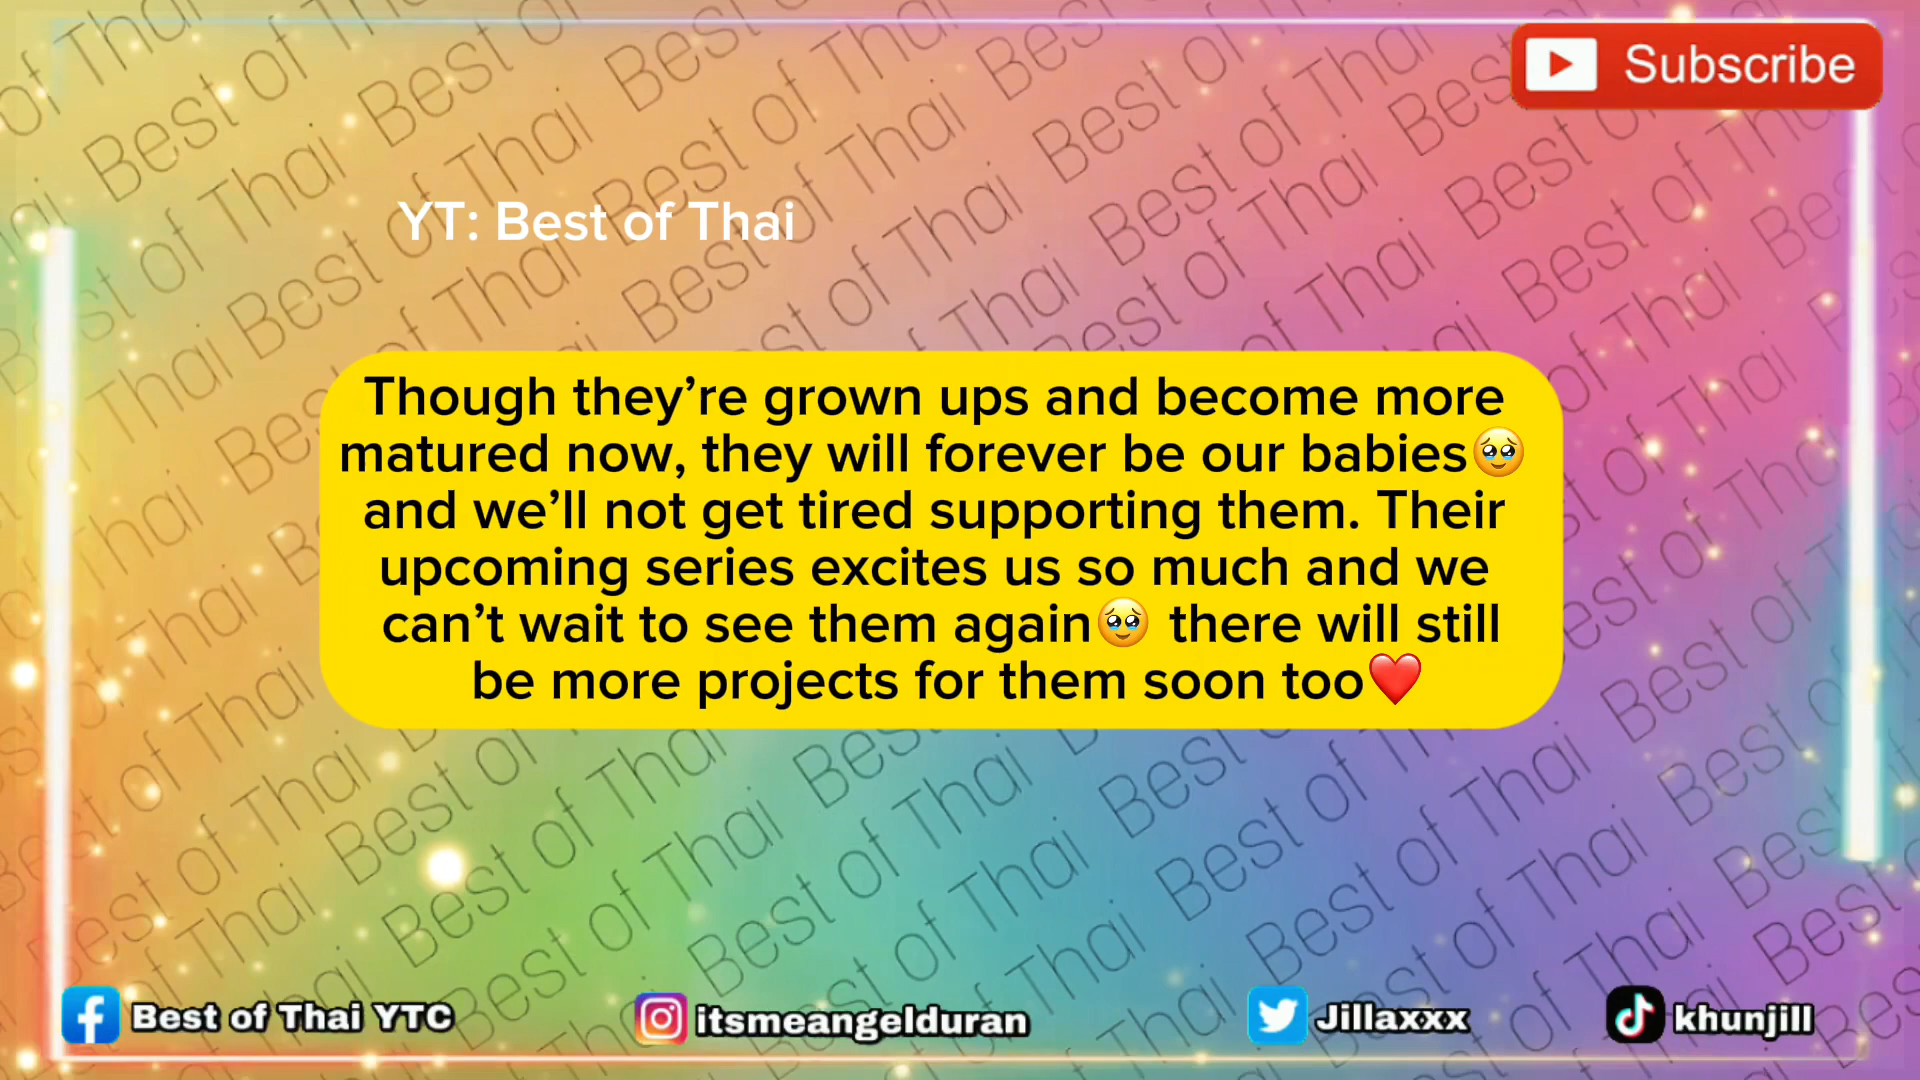 Subscribe
YT: Best of Thai
Though they’re grown ups and become more
matured now, they will forever be our babies🥹
and we’ll not get tired supporting them. Their
upcoming series excites us so much and we
can’t wait to see them again🥹 there will still
be more projects for them soon too❤️
Best of Thai YTC
itsmeangelduran
Jillaxxx
khunjill
Best of Thai